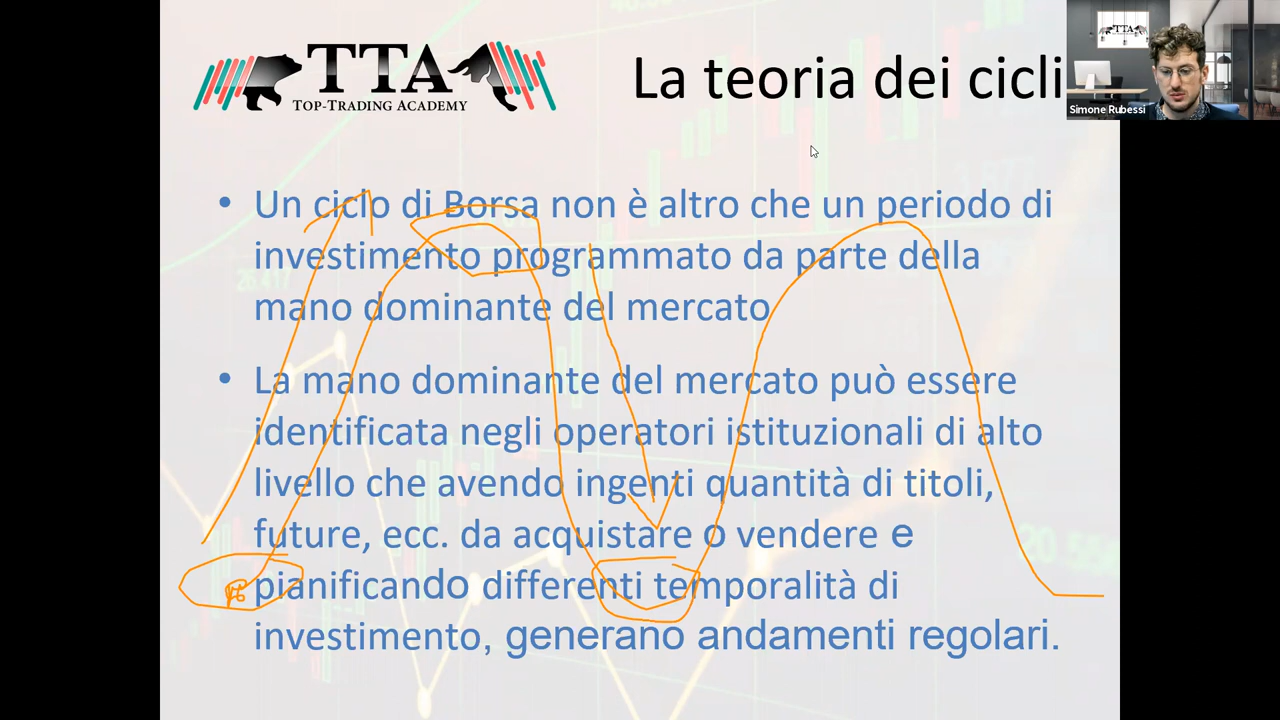 TTA
TOP-TRADING ACADEMY
La teoria dei cicli
TTA
Simone Rubessi
• Un ciclo di Borsa non è altro che un periodo di
investimento programmato da parte della
mano dominante del mercato
• La mano dominante del mercato può essere
identificata negli operatori istituzionali di alto
livello che avendo ingenti quantità di titoli,
future, ecc. da acquistare o vendere e
pianificando differenti temporalità di
investimento, generano andamenti regolari.